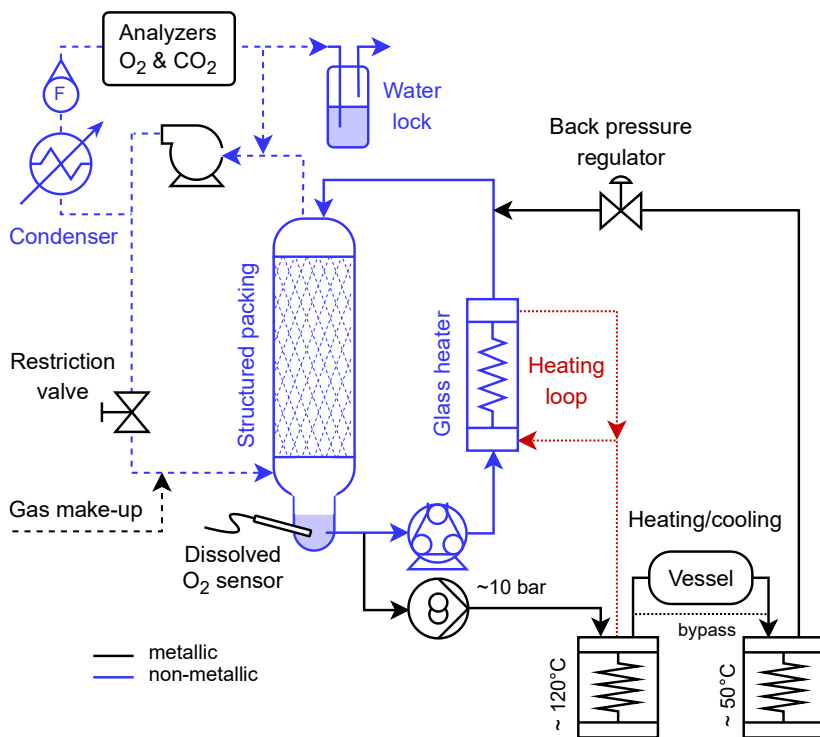 Analyzers
O2 & CO2
F
Water
lock
Back pressure
regulator
Condenser
Structured packing
Glass heater
Heating
loop
Restriction
valve
Gas make-up
Dissolved
O2 sensor
~10 bar
Heating/cooling
Vessel
bypass
~ 120°C
~ 50°C
metallic
non-metallic